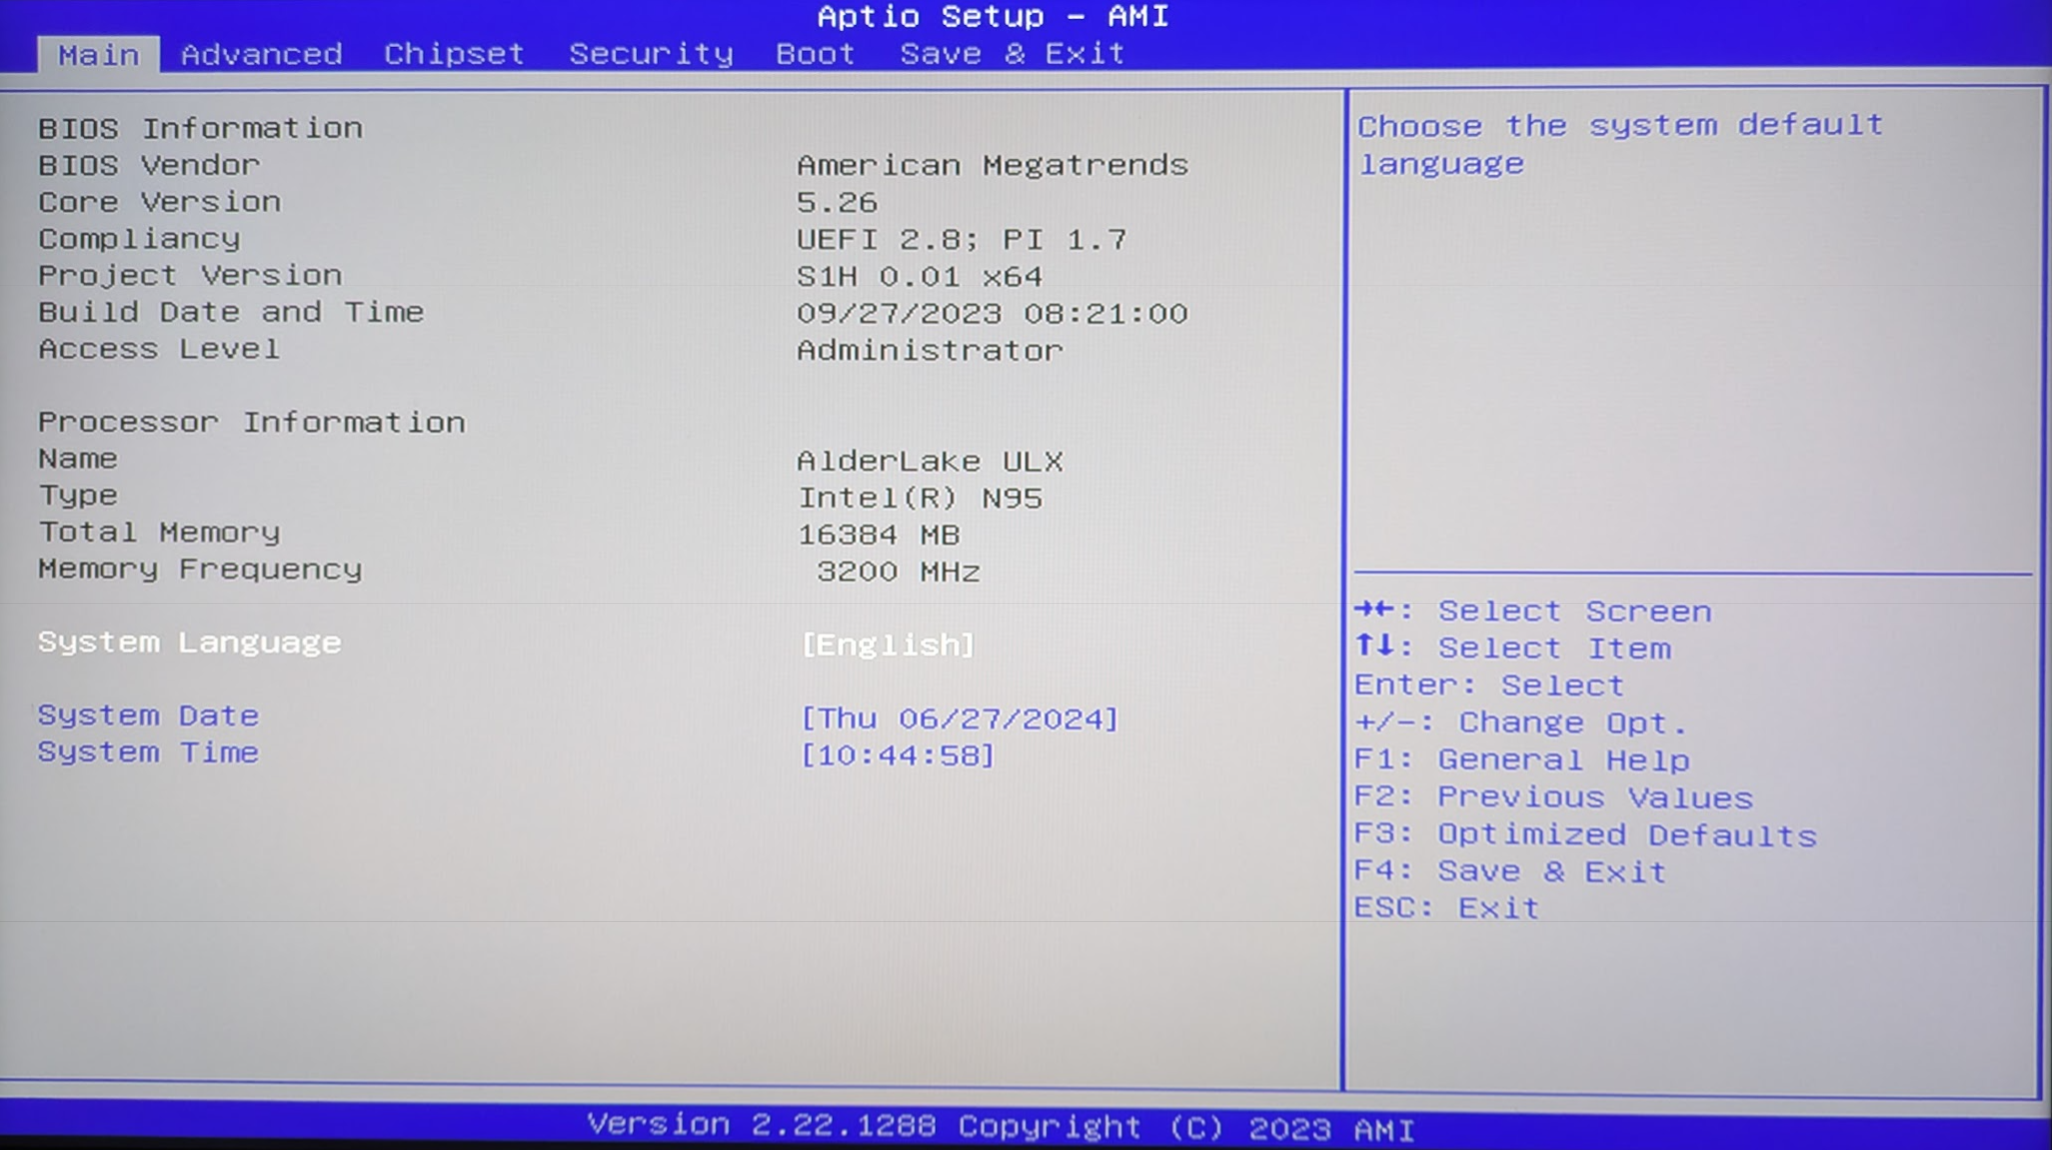 Aptio Setup – AMI
Main Advanced Chipset Security Boot Save & Exit
BIOS Information
BIOS Vendor American Megatrends
Core Version 5.26
Compliancy UEFI 2.8; PI 1.7
Project Version S1H 0.01 x64
Build Date and Time 09/27/2023 08:21:00
Access Level Administrator
Processor Information
Name AlderLake ULX
Type Intel(R) N95
Total Memory 16384 MB
Memory Frequency 3200 MHz
System Language [English]
System Date [Thu 06/27/2024]
System Time [10:44:58]
Choose the system default
language
→←: Select Screen
↑↓: Select Item
Enter: Select
+/-: Change Opt.
F1: General Help
F2: Previous Values
F3: Optimized Defaults
F4: Save & Exit
ESC: Exit
Version 2.22.1288 Copyright (C) 2023 AMI